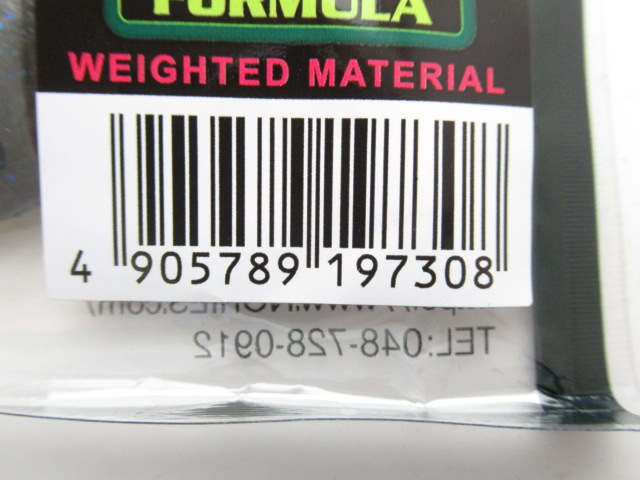 FORMULA
WEIGHTED MATERIAL
4 905789 197308
TEL:048-728-0912